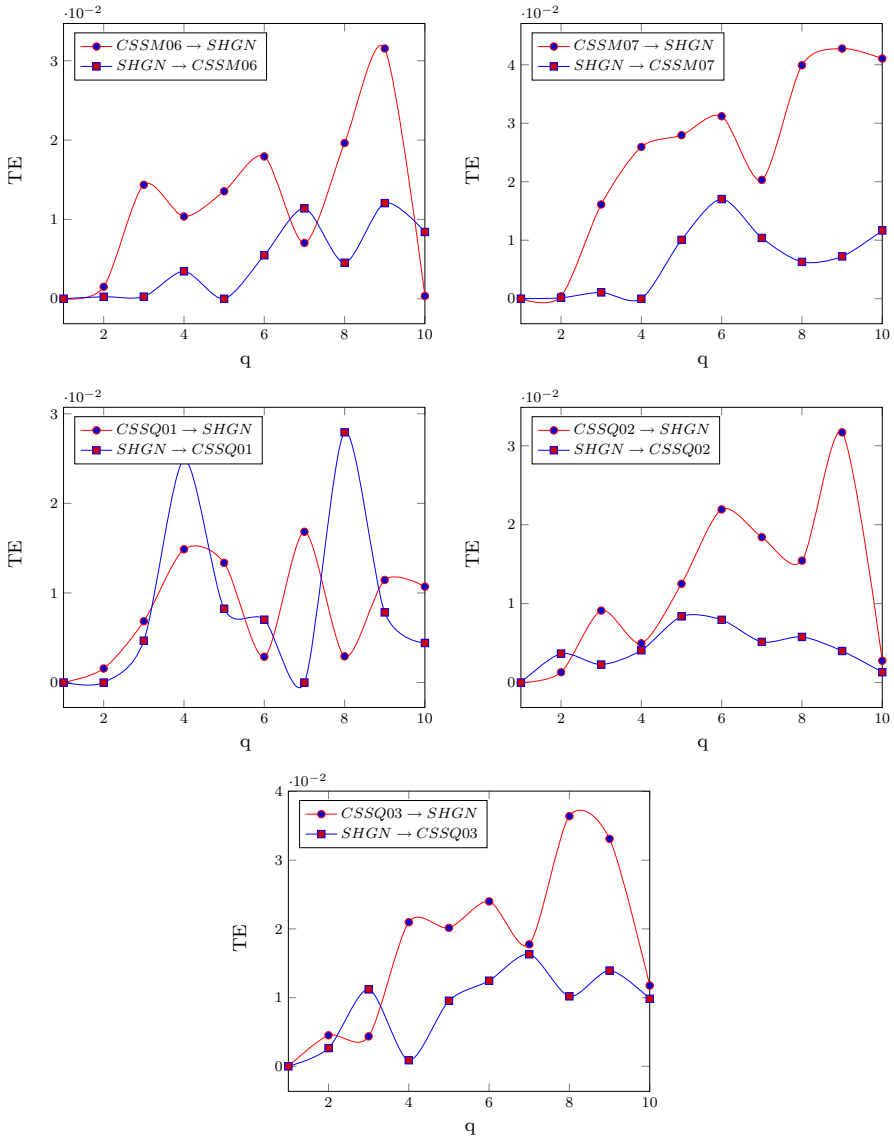 ·10⁻²
CSSM06 → SHGN
SHGN → CSSM06
3
2
1
0
TE
2 4 6 8 10
q
·10⁻²
CSSM07 → SHGN
SHGN → CSSM07
4
3
2
1
0
TE
2 4 6 8 10
q
·10⁻²
CSSQ01 → SHGN
SHGN → CSSQ01
3
2
1
0
TE
2 4 6 8 10
q
·10⁻²
CSSQ02 → SHGN
SHGN → CSSQ02
3
2
1
0
TE
2 4 6 8 10
q
·10⁻²
CSSQ03 → SHGN
SHGN → CSSQ03
4
3
2
1
0
TE
2 4 6 8 10
q